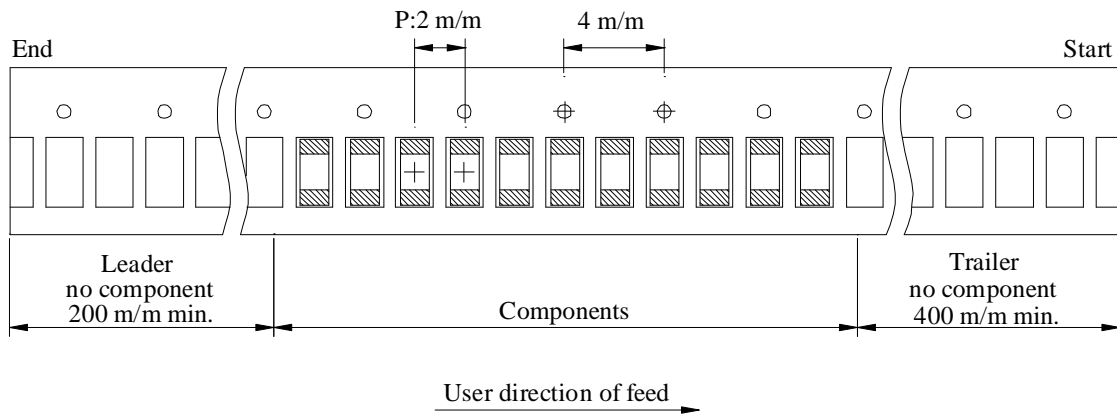 P:2 m/m
4 m/m
End
Start
Leader
no component
200 m/m min.
Components
Trailer
no component
400 m/m min.
User direction of feed